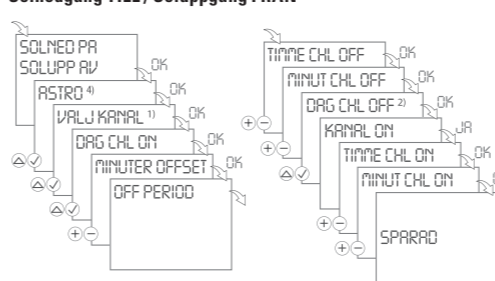 Solnedgång TILL / Soluppgång FRÅN
SOLNED PA
SOLUPP AV
OK
ASTRO 4)
OK
VALJ KANAL 1)
OK
DAG CHL ON
OK
MINUTER OFFSET
OK
OFF PERIOD
TIMME CHL OFF
OK
MINUT CHL OFF
OK
DAG CHL OFF 2)
OK
KANAL ON
JA
TIMME CHL ON
OK
MINUT CHL ON
SPARAD